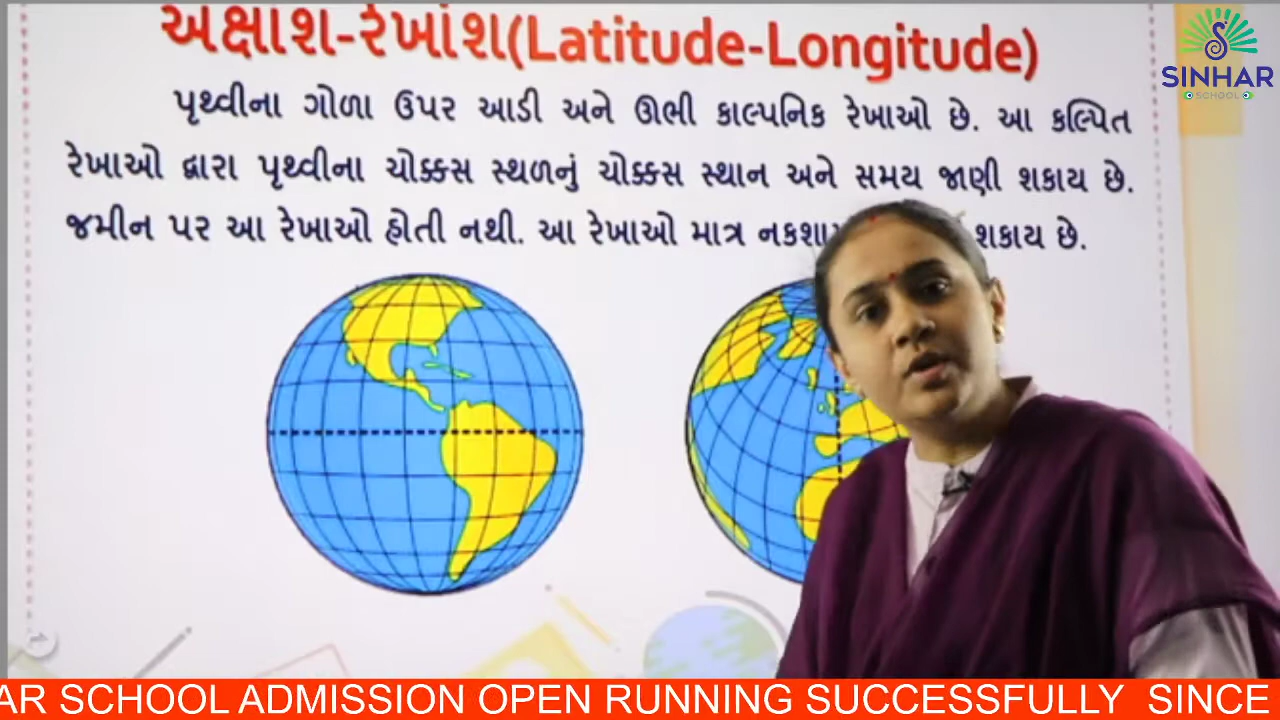 અક્ષાંશ-રેખાંશ(Latitude-Longitude)
SINHAR
SCHOOL
પૃથ્વીના ગોળા ઉપર આડી અને ઊભી કાલ્પનિક રેખાઓ છે. આ કલ્પિત
રેખાઓ દ્વારા પૃથ્વીના ચોક્કસ સ્થળનું ચોક્કસ સ્થાન અને સમય જાણી શકાય છે.
જમીન પર આ રેખાઓ હોતી નથી. આ રેખાઓ માત્ર શકાય છે.
AR SCHOOL ADMISSION OPEN RUNNING SUCCESSFULLY SINCE